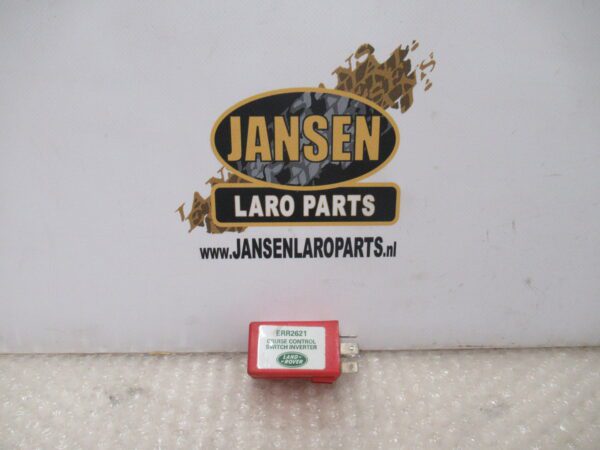 JANSEN
LARO PARTS
www.JANSENLAROPARTS.nl
ERR2621
CRUISE CONTROL
SWITCH INVERTER
LAND-
-ROVER